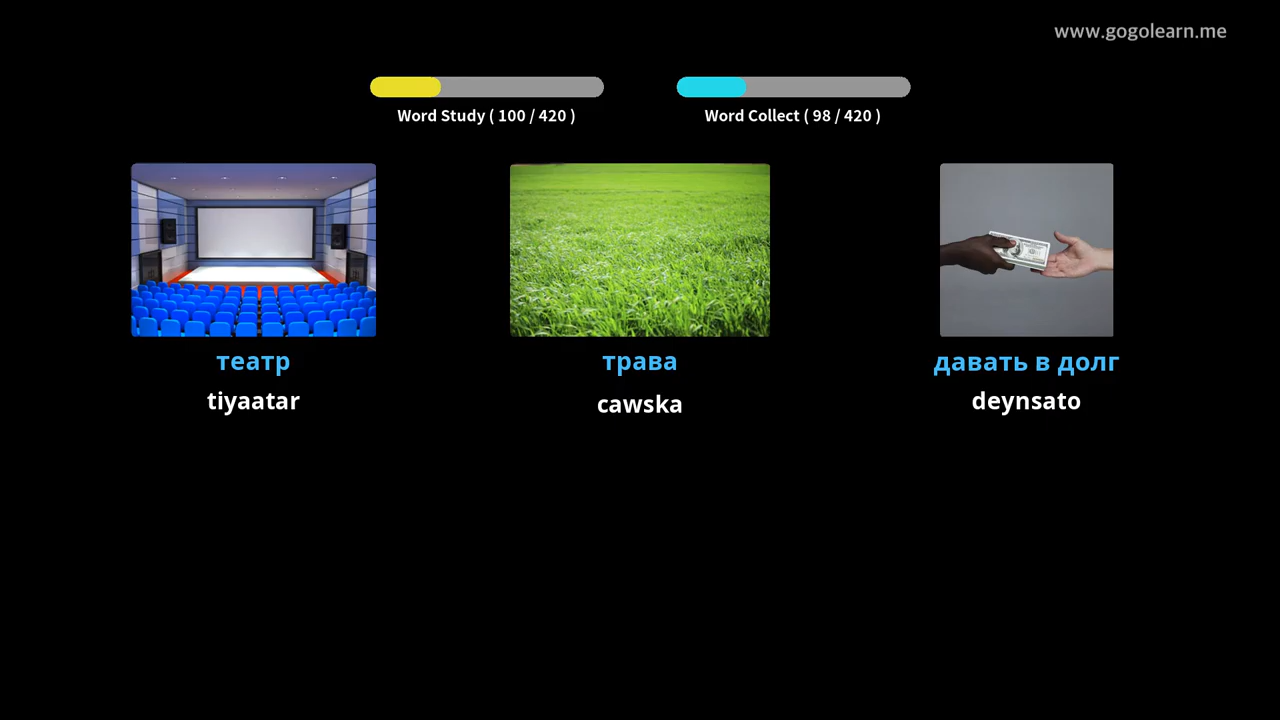 www.gogolearn.me
Word Study ( 100 / 420 )
Word Collect ( 98 / 420 )
театр
трава
давать в долг
tiyaatar
cawska
deynsato